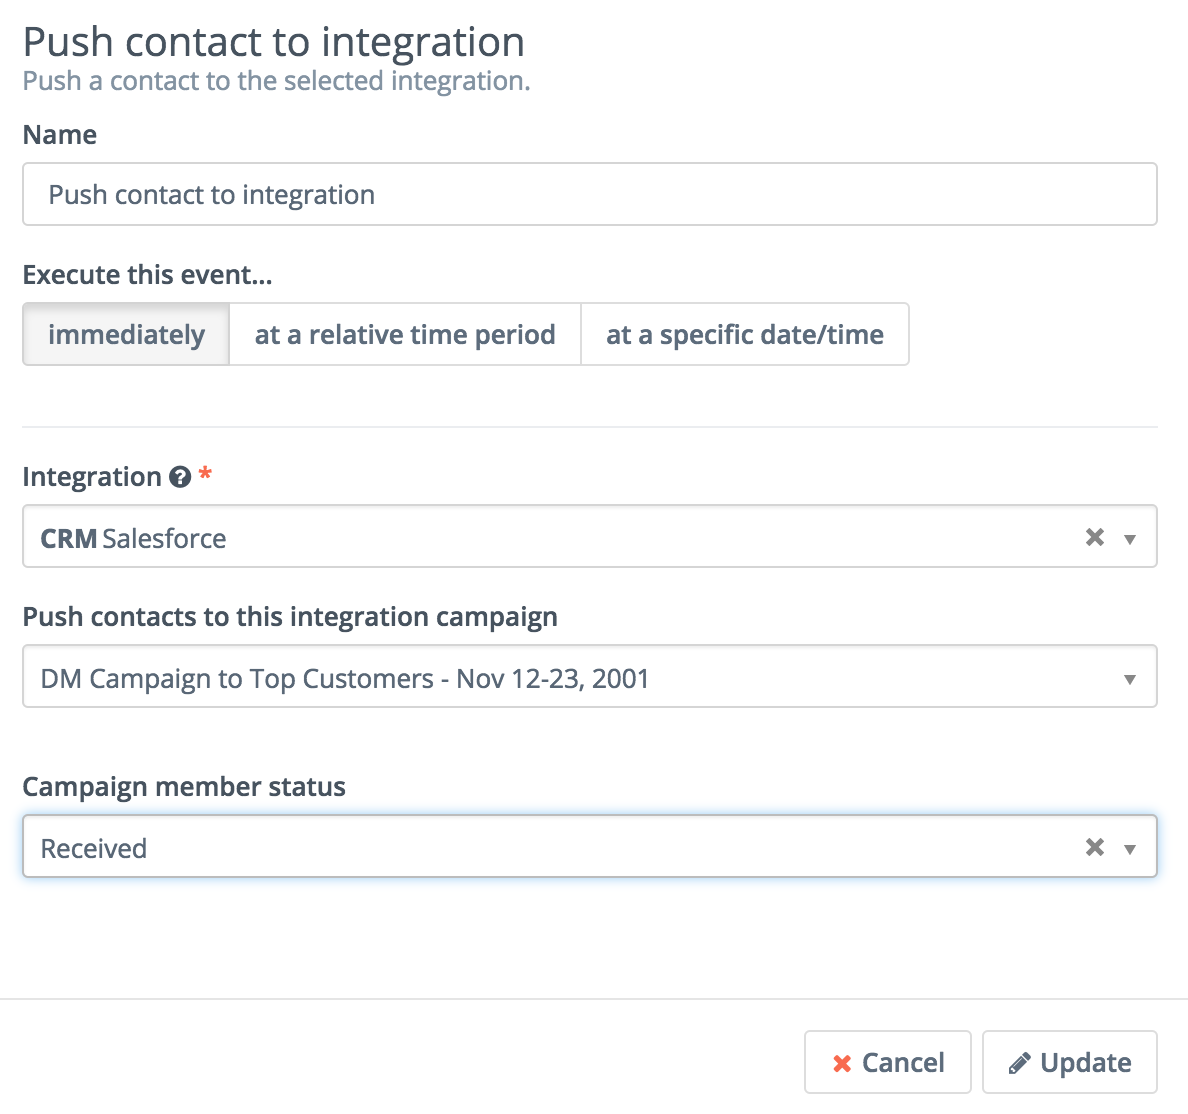 Push contact to integration
Push a contact to the selected integration.
Name
Push contact to integration
Execute this event...
immediately at a relative time period at a specific date/time
Integration ? *
CRM Salesforce
Push contacts to this integration campaign
DM Campaign to Top Customers - Nov 12-23, 2001
Campaign member status
Received
Cancel Update